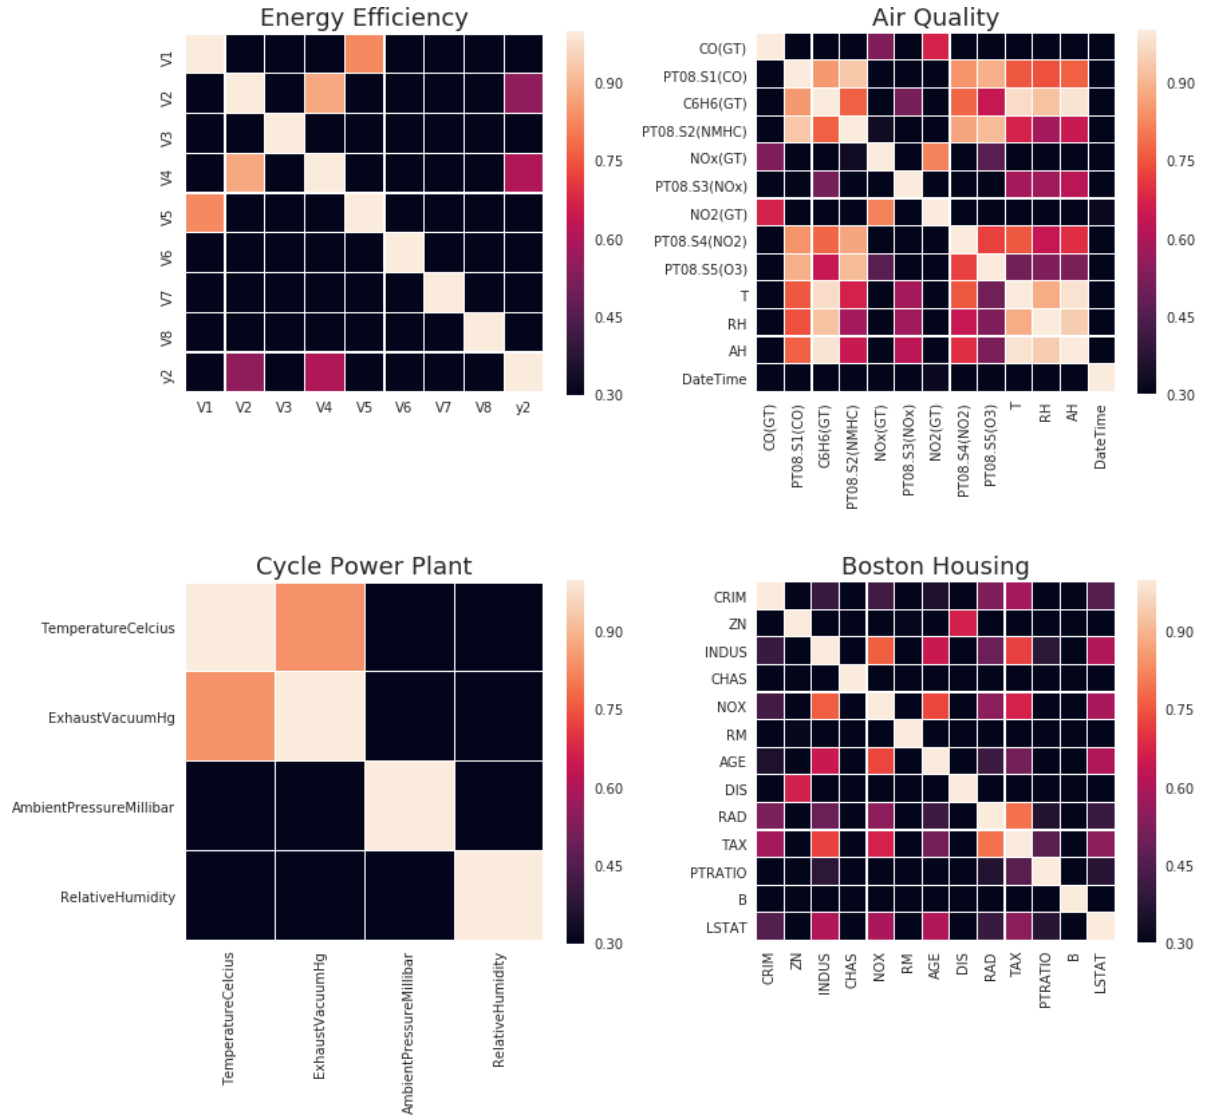 Energy Efficiency
V1
V2
V3
V4
V5
V6
V7
V8
y2
V1 V2 V3 V4 V5 V6 V7 V8 y2
0.90
0.75
0.60
0.45
0.30
Air Quality
CO(GT)
PT08.S1(CO)
C6H6(GT)
PT08.S2(NMHC)
NOx(GT)
PT08.S3(NOx)
NO2(GT)
PT08.S4(NO2)
PT08.S5(O3)
T
RH
AH
DateTime
CO(GT)
PT08.S1(CO)
C6H6(GT)
PT08.S2(NMHC)
NOx(GT)
PT08.S3(NOx)
NO2(GT)
PT08.S4(NO2)
PT08.S5(O3)
T
RH
AH
DateTime
0.90
0.75
0.60
0.45
0.30
Cycle Power Plant
TemperatureCelcius
ExhaustVacuumHg
AmbientPressureMillibar
RelativeHumidity
TemperatureCelcius
ExhaustVacuumHg
AmbientPressureMillibar
RelativeHumidity
0.90
0.75
0.60
0.45
0.30
Boston Housing
CRIM
ZN
INDUS
CHAS
NOX
RM
AGE
DIS
RAD
TAX
PTRATIO
B
LSTAT
CRIM
ZN
INDUS
CHAS
NOX
RM
AGE
DIS
RAD
TAX
PTRATIO
B
LSTAT
0.90
0.75
0.60
0.45
0.30